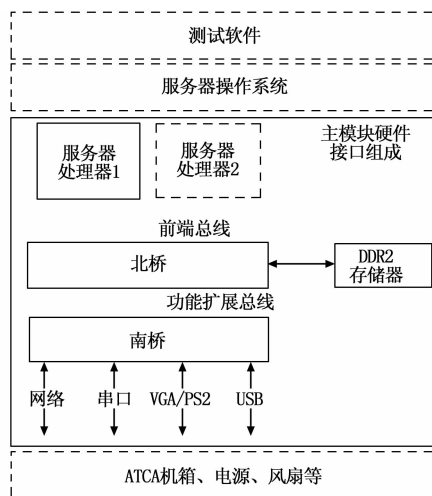 测试软件
服务器操作系统
主模块硬件
接口组成
服务器
处理器1
服务器
处理器2
前端总线
北桥
DDR2
存储器
功能扩展总线
南桥
网络
串口
VGA/PS2
USB
ATCA机箱、电源、风扇等